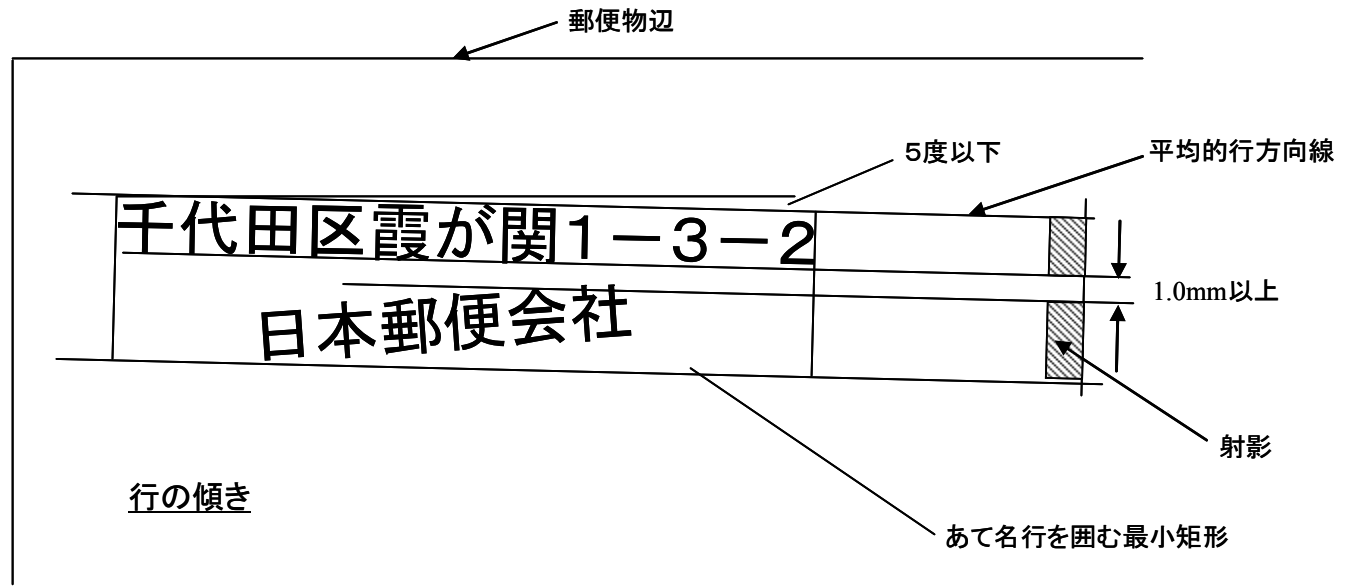 郵便物辺
5度以下
平均的行方向線
千代田区霞が関1－3－2
1.0mm以上
日本郵便会社
射影
行の傾き
あて名行を囲む最小矩形